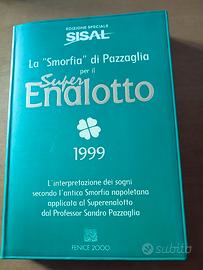 EDIZIONE SPECIALE
SISAL
La "Smorfia" di Pazzaglia
per il
Super
Enalotto
1999
L'interpretazione dei sogni
secondo l'antica Smorfia napoletana
applicata al Superenalotto
dal Professor Sandro Pazzaglia
FENICE 2000
subito